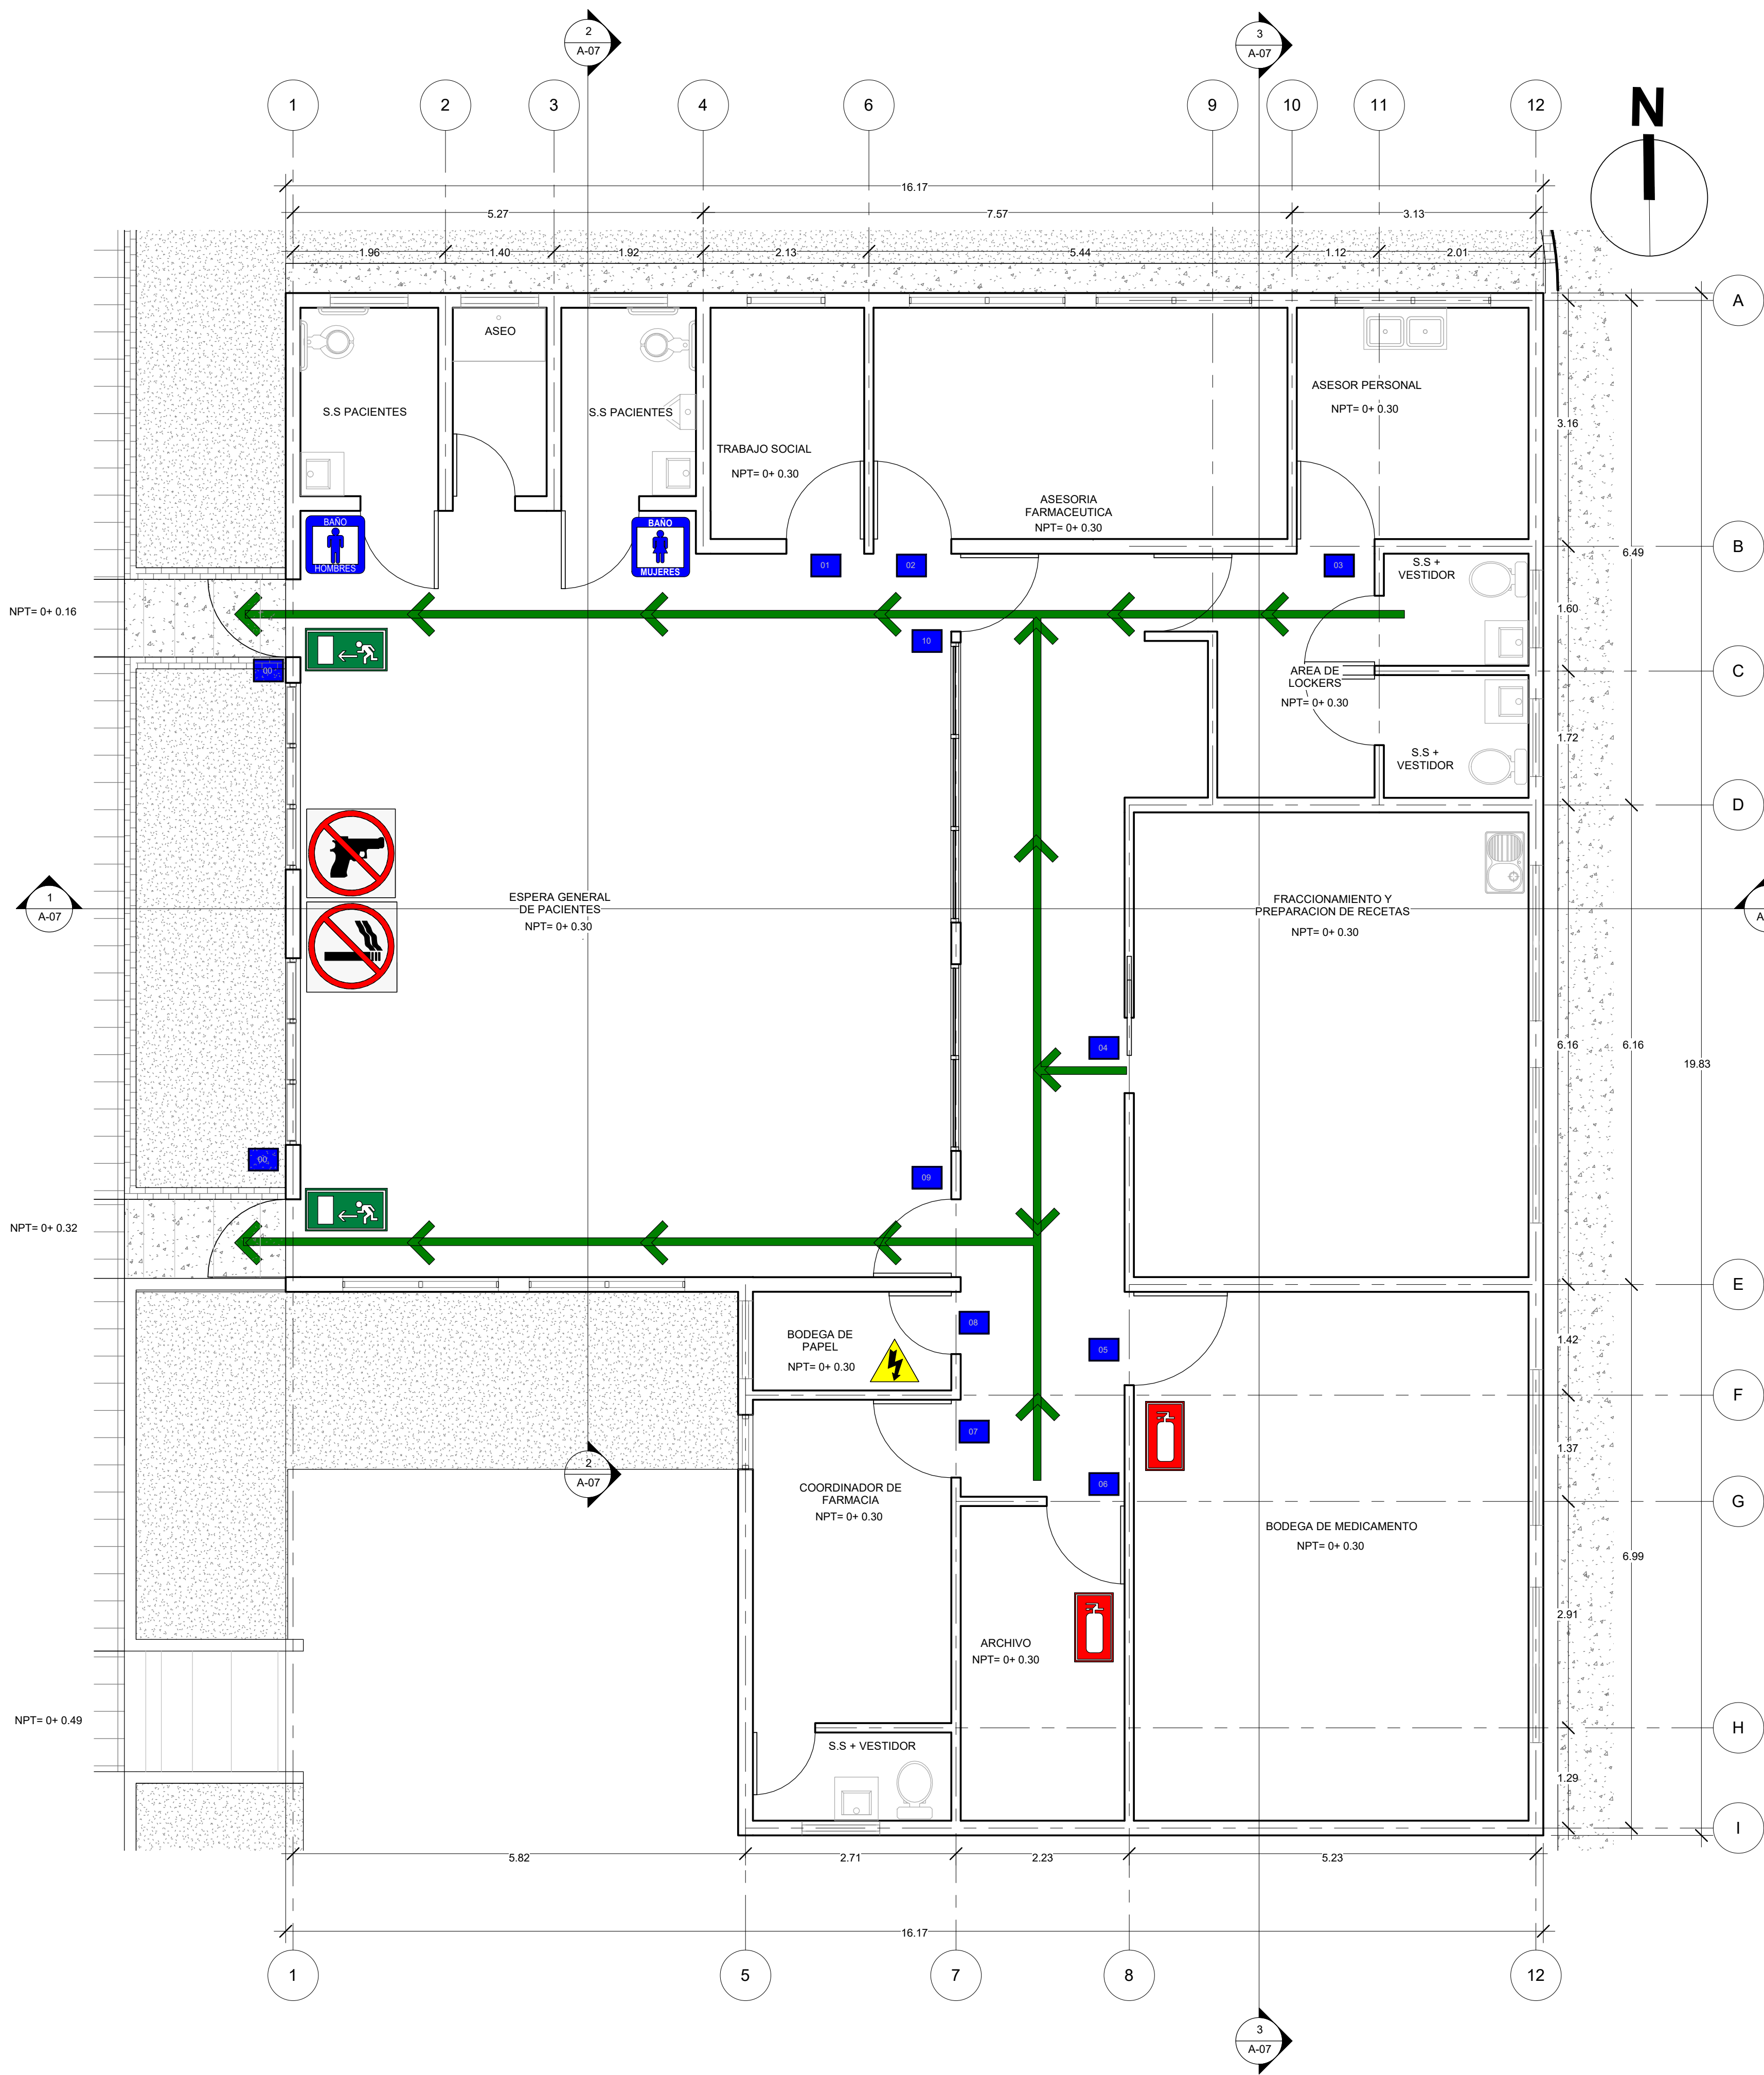 2
A-07
3
A-07
1
2
3
4
6
9
10
11
12
N
16.17
5.27
7.57
3.13
1.96
1.40
1.92
2.13
5.44
1.12
2.01
A
ASEO
ASESOR PERSONAL
NPT= 0+ 0.30
S.S PACIENTES
S.S PACIENTES
3.16
TRABAJO SOCIAL
NPT= 0+ 0.30
ASESORIA
FARMACEUTICA
NPT= 0+ 0.30
BAÑO
HOMBRES
BAÑO
MUJERES
B
6.49
01
02
03
S.S +
VESTIDOR
NPT= 0+ 0.16
1.60
10
00
AREA DE
LOCKERS
NPT= 0+ 0.30
C
1.72
S.S +
VESTIDOR
D
1
A-07
ESPERA GENERAL
DE PACIENTES
NPT= 0+ 0.30
FRACCIONAMIENTO Y
PREPARACION DE RECETAS
NPT= 0+ 0.30
A
04
6.16
6.16
19.83
00
09
NPT= 0+ 0.32
E
08
05
1.42
BODEGA DE
PAPEL
NPT= 0+ 0.30
F
07
1.37
2
A-07
06
COORDINADOR DE
FARMACIA
NPT= 0+ 0.30
G
BODEGA DE MEDICAMENTO
NPT= 0+ 0.30
6.99
2.91
ARCHIVO
NPT= 0+ 0.30
NPT= 0+ 0.49
H
S.S + VESTIDOR
1.29
I
5.82
2.71
2.23
5.23
16.17
1
5
7
8
12
3
A-07